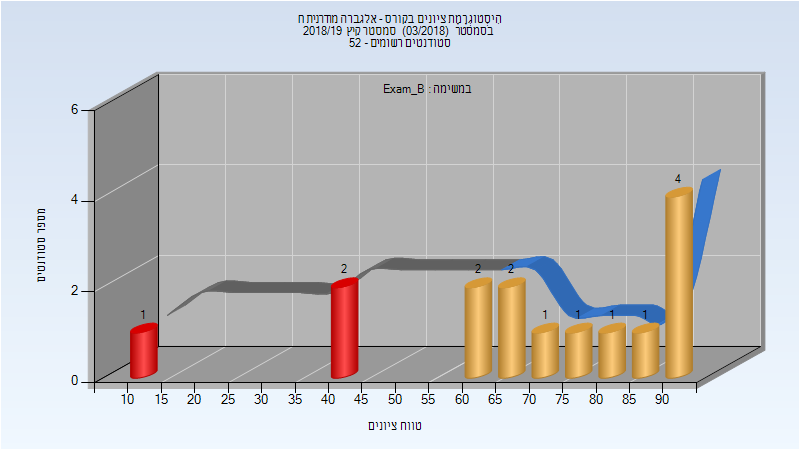 היסטוגרמת ציונים בקורס - אלגברה מודרנית ח
בסמסטר (03/2018) סמסטר קיץ 2018/19
סטודנטים רשומים - 52
במשימה : Exam_B
מספר סטודנטים
6
4
2
0
1
2
2
2
1
1
1
1
4
10 15 20 25 30 35 40 45 50 55 60 65 70 75 80 85 90
טווח ציונים